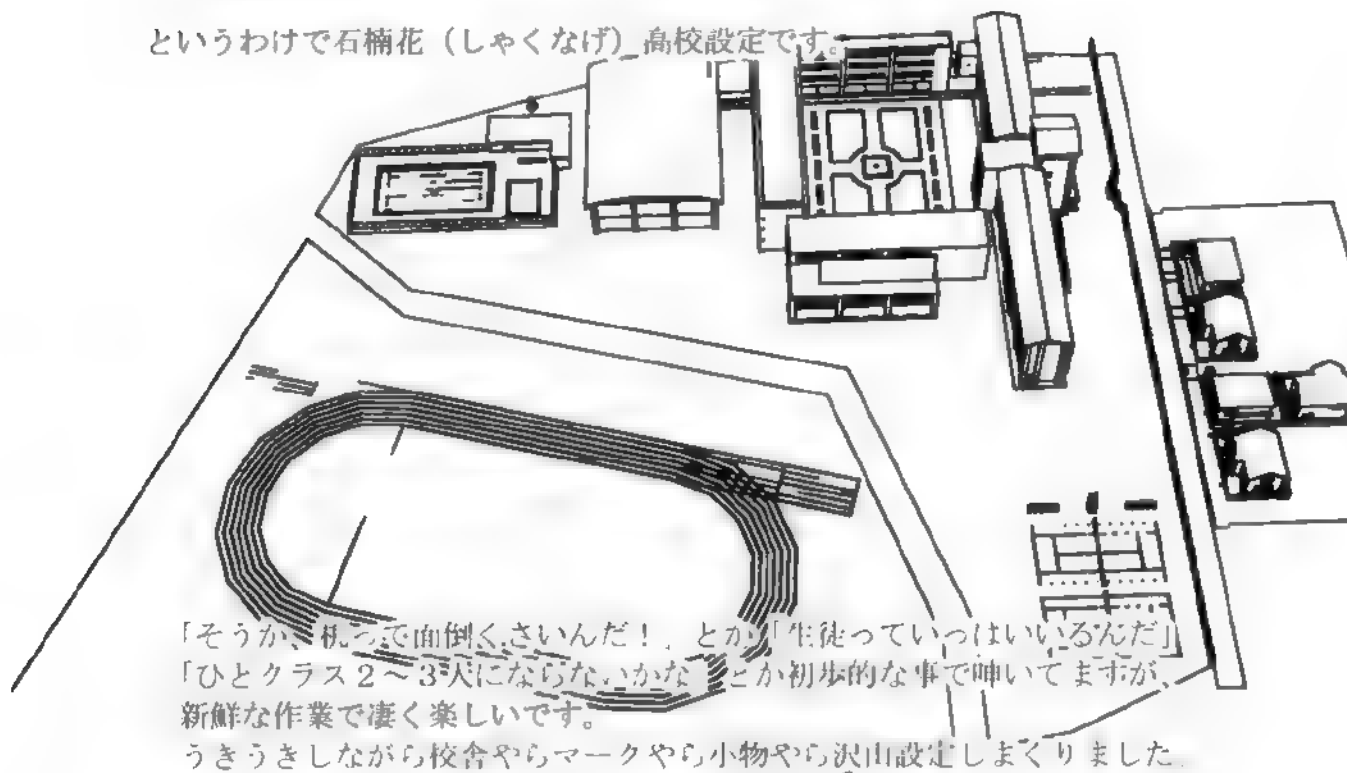 というわけで石楠花（しゃくなげ）高校設定です。
「そうか、机って面倒くさいんだ！」とか「生徒っていっぱいいるんだ」
「ひとクラス２～３人にならないかな」とか初歩的な事で呻いてますが、
新鮮な作業で凄く楽しいです。
うきうきしながら校舎やらマークやら小物やら沢山設定しまくりました